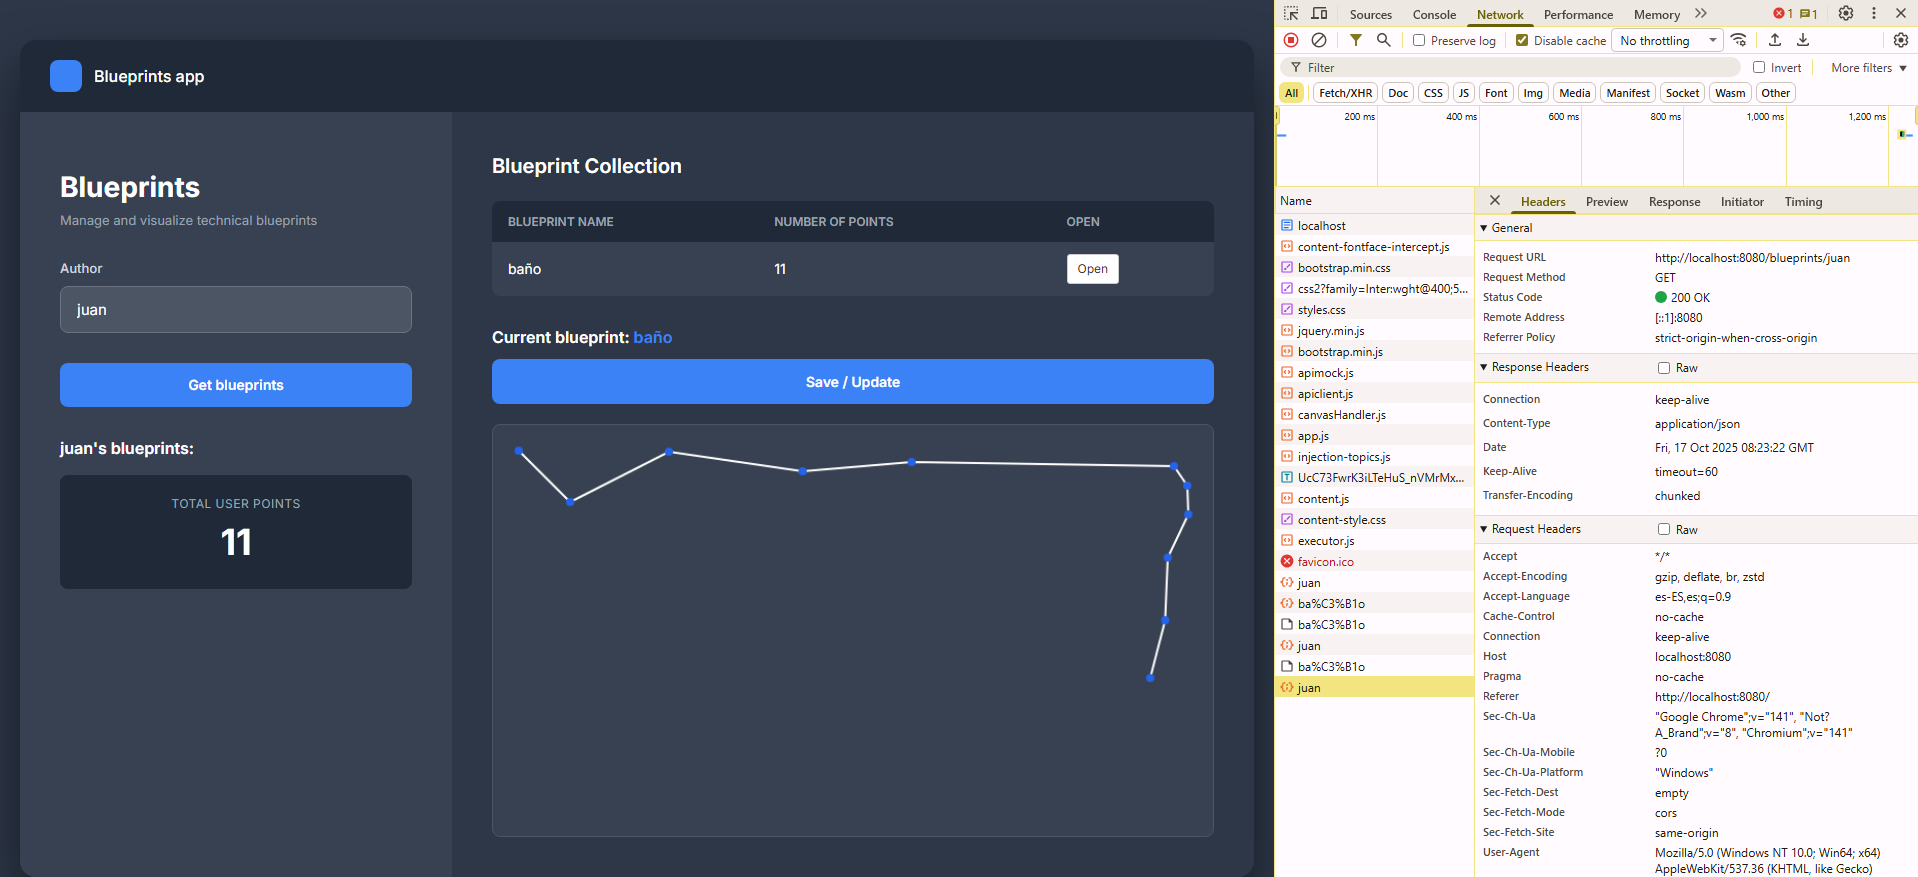 Blueprints app
Blueprints
Manage and visualize technical blueprints
Author
juan
Get blueprints
juan's blueprints:
TOTAL USER POINTS
11
Blueprint Collection
BLUEPRINT NAME NUMBER OF POINTS OPEN
baño 11 Open
Current blueprint: baño
Save / Update
Sources Console Network Performance Memory 1 1
Preserve log Disable cache No throttling
Filter Invert More filters
All Fetch/XHR Doc CSS JS Font Img Media Manifest Socket Wasm Other
200 ms 400 ms 600 ms 800 ms 1,000 ms 1,200 ms
Name
localhost
content-fontface-intercept.js
bootstrap.min.css
css2?family=Inter:wght@400;5...
styles.css
jquery.min.js
bootstrap.min.js
apimock.js
apiclient.js
canvasHandler.js
app.js
injection-topics.js
UcC73FwrK3iLTeHuS_nVMrMx...
content.js
content-style.css
executor.js
favicon.ico
juan
ba%C3%B1o
ba%C3%B1o
juan
ba%C3%B1o
juan
Headers Preview Response Initiator Timing
General
Request URL http://localhost:8080/blueprints/juan
Request Method GET
Status Code 200 OK
Remote Address [::1]:8080
Referrer Policy strict-origin-when-cross-origin
Response Headers Raw
Connection keep-alive
Content-Type application/json
Date Fri, 17 Oct 2025 08:23:22 GMT
Keep-Alive timeout=60
Transfer-Encoding chunked
Request Headers Raw
Accept */*
Accept-Encoding gzip, deflate, br, zstd
Accept-Language es-ES,es;q=0.9
Cache-Control no-cache
Connection keep-alive
Host localhost:8080
Pragma no-cache
Referer http://localhost:8080/
Sec-Ch-Ua "Google Chrome";v="141", "Not?
A_Brand";v="8", "Chromium";v="141"
Sec-Ch-Ua-Mobile ?0
Sec-Ch-Ua-Platform "Windows"
Sec-Fetch-Dest empty
Sec-Fetch-Mode cors
Sec-Fetch-Site same-origin
User-Agent Mozilla/5.0 (Windows NT 10.0; Win64; x64)
AppleWebKit/537.36 (KHTML, like Gecko)